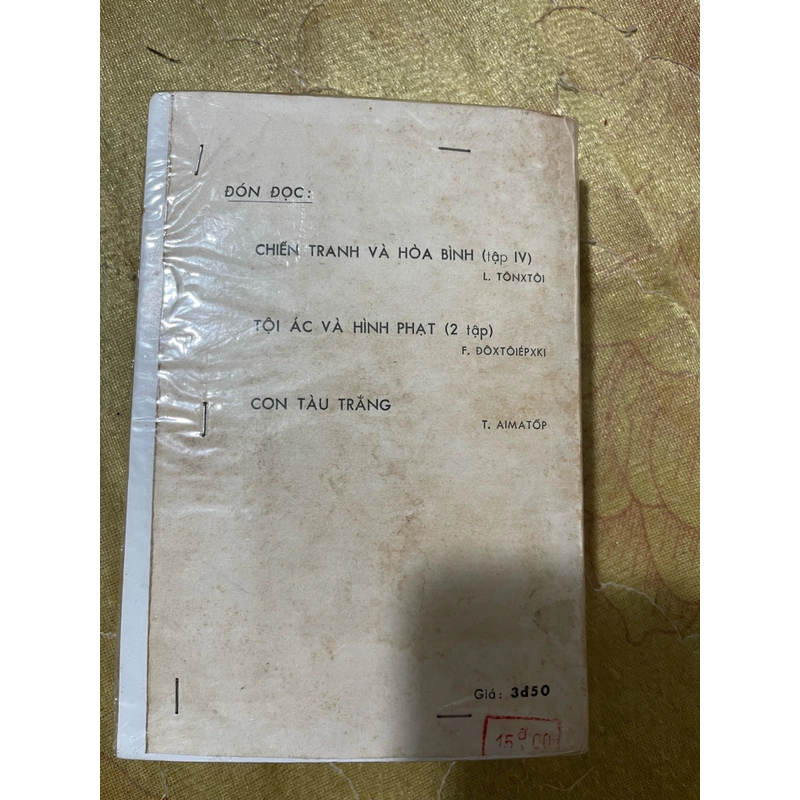 ĐÓN ĐỌC:
CHIẾN TRANH VÀ HÒA BÌNH (tập IV)
L. TÔNXTÔI
TỘI ÁC VÀ HÌNH PHẠT (2 tập)
F. ĐÔXTÔIÉPXKI
CON TÀU TRẮNG
T. AIMATỐP
Giá: 3đ50
15đ00